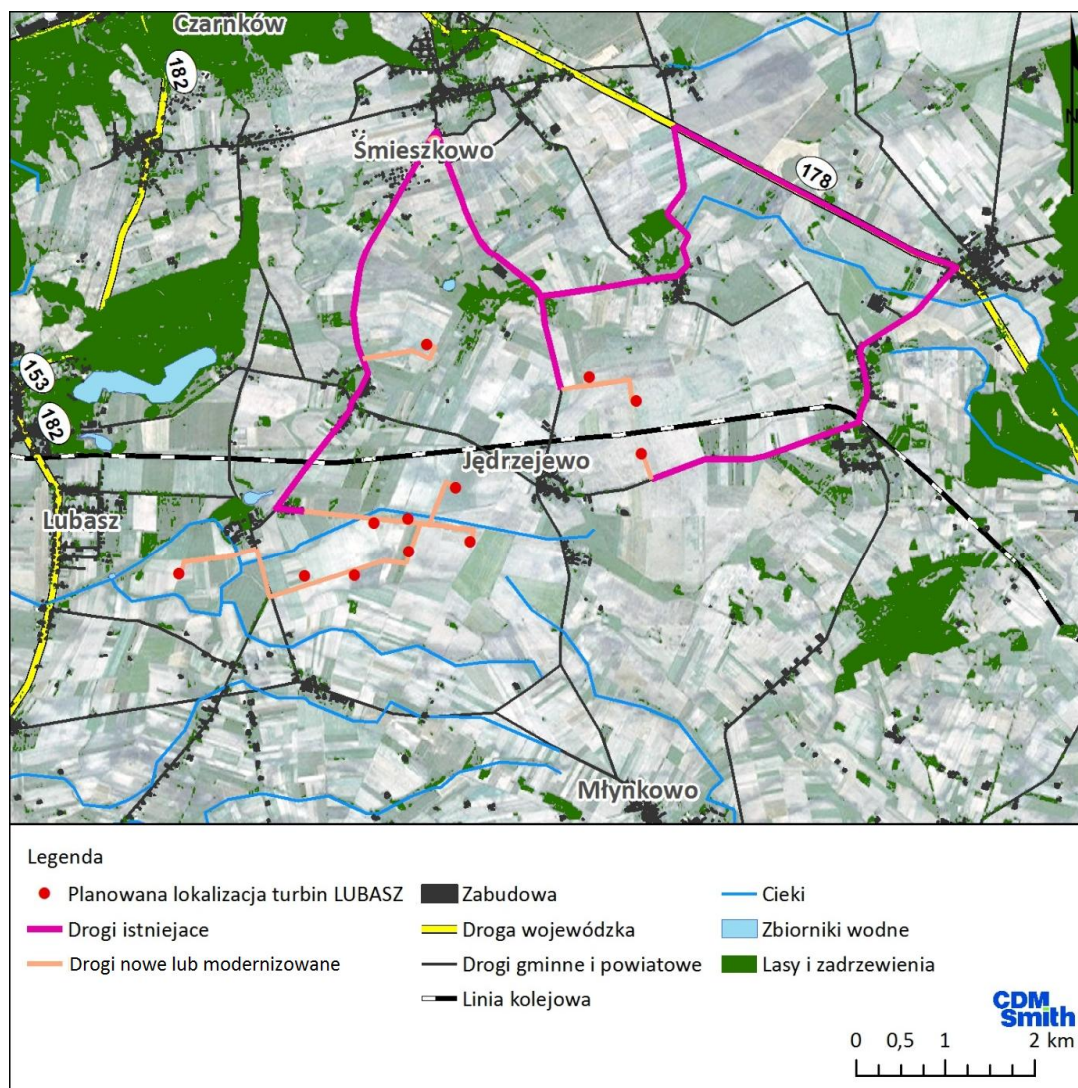 Czarnków
182
Śmieszkowo
178
N
153
182
Jędrzejewo
Lubasz
Młynkowo
Legenda
Planowana lokalizacja turbin LUBASZ
Zabudowa
Cieki
Drogi istniejace
Droga wojewódzka
Zbiorniki wodne
Drogi nowe lub modernizowane
Drogi gminne i powiatowe
Lasy i zadrzewienia
Linia kolejowa
CDM
Smith
0 0,5 1 2 km